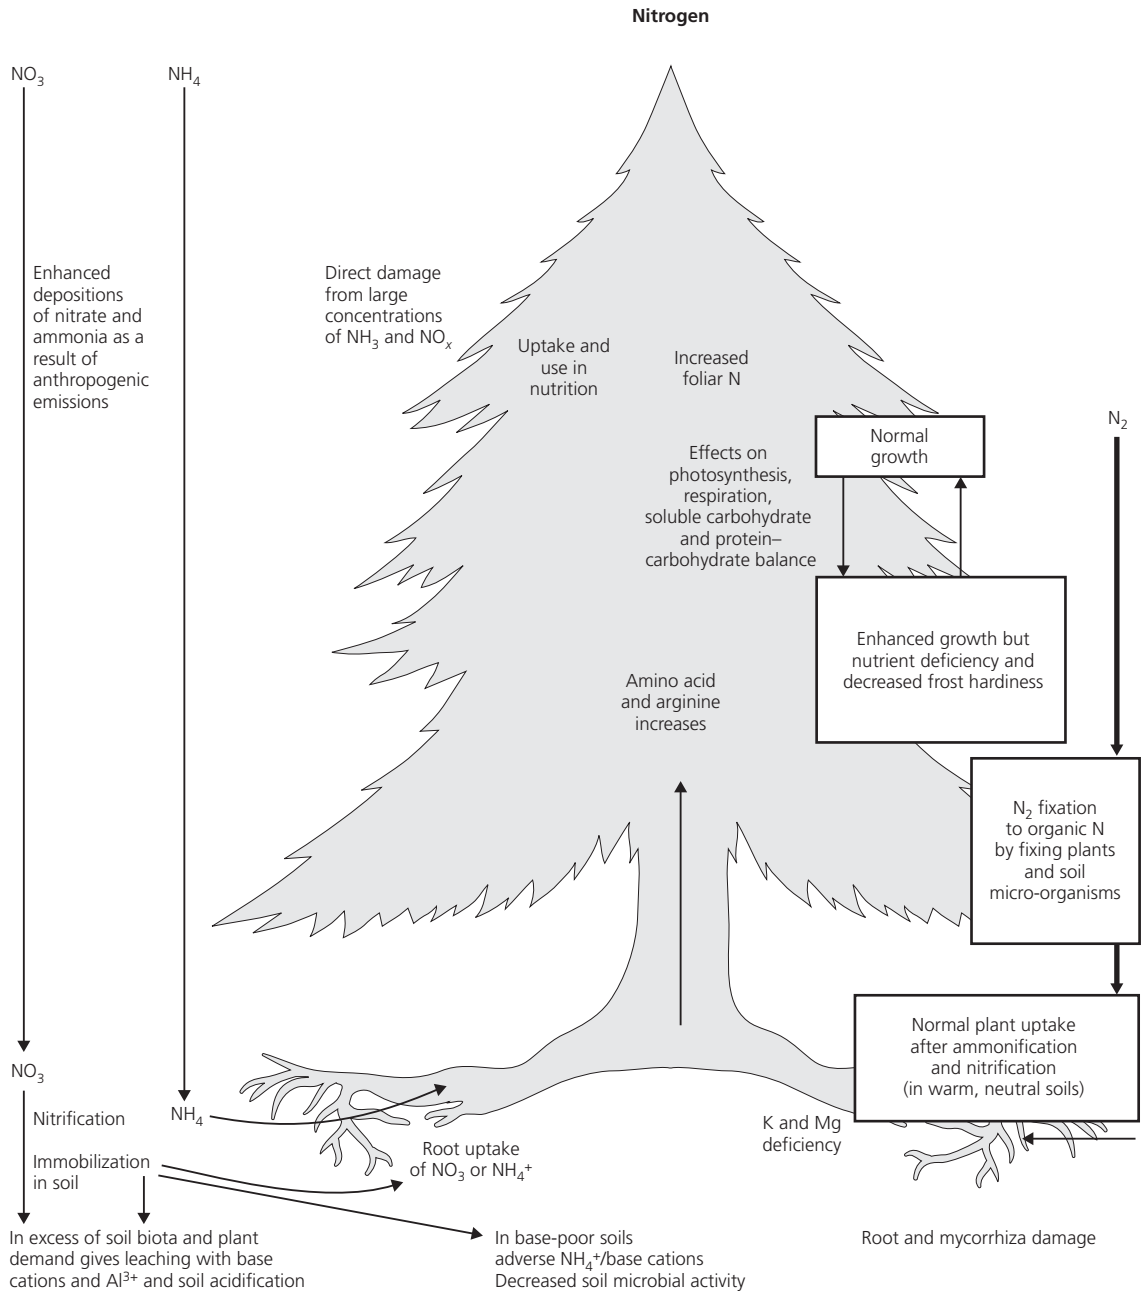 Nitrogen
NO₃
NH₄
Enhanced
depositions
of nitrate and
ammonia as a
result of
anthropogenic
emissions
Direct damage
from large
concentrations
of NH₃ and NOₓ
Uptake and
use in
nutrition
Increased
foliar N
Effects on
photosynthesis,
respiration,
soluble carbohydrate
and protein–
carbohydrate balance
Normal
growth
N₂
Enhanced growth but
nutrient deficiency and
decreased frost hardiness
Amino acid
and arginine
increases
N₂ fixation
to organic N
by fixing plants
and soil
micro-organisms
Normal plant uptake
after ammonification
and nitrification
(in warm, neutral soils)
NO₃
Nitrification
NH₄
Immobilization
in soil
Root uptake
of NO₃ or NH₄⁺
K and Mg
deficiency
In excess of soil biota and plant
demand gives leaching with base
cations and Al³⁺ and soil acidification
In base-poor soils
adverse NH₄⁺/base cations
Decreased soil microbial activity
Root and mycorrhiza damage